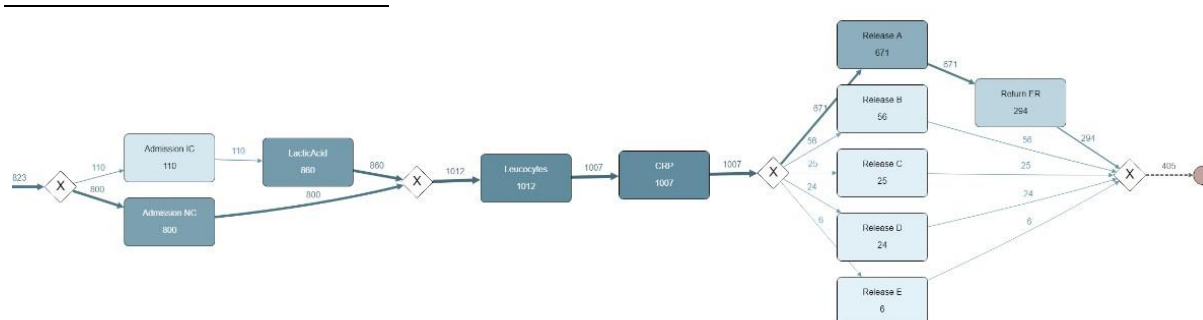 823
X
110
800
Admission IC
110
Admission NC
800
110
LacticAcid
860
860
800
X
1012
Leucocytes
1012
1007
CRP
1007
1007
X
671
56
25
24
6
Release A
671
Release B
56
Release C
25
Release D
24
Release E
6
671
Return ER
294
294
56
25
24
6
X
405